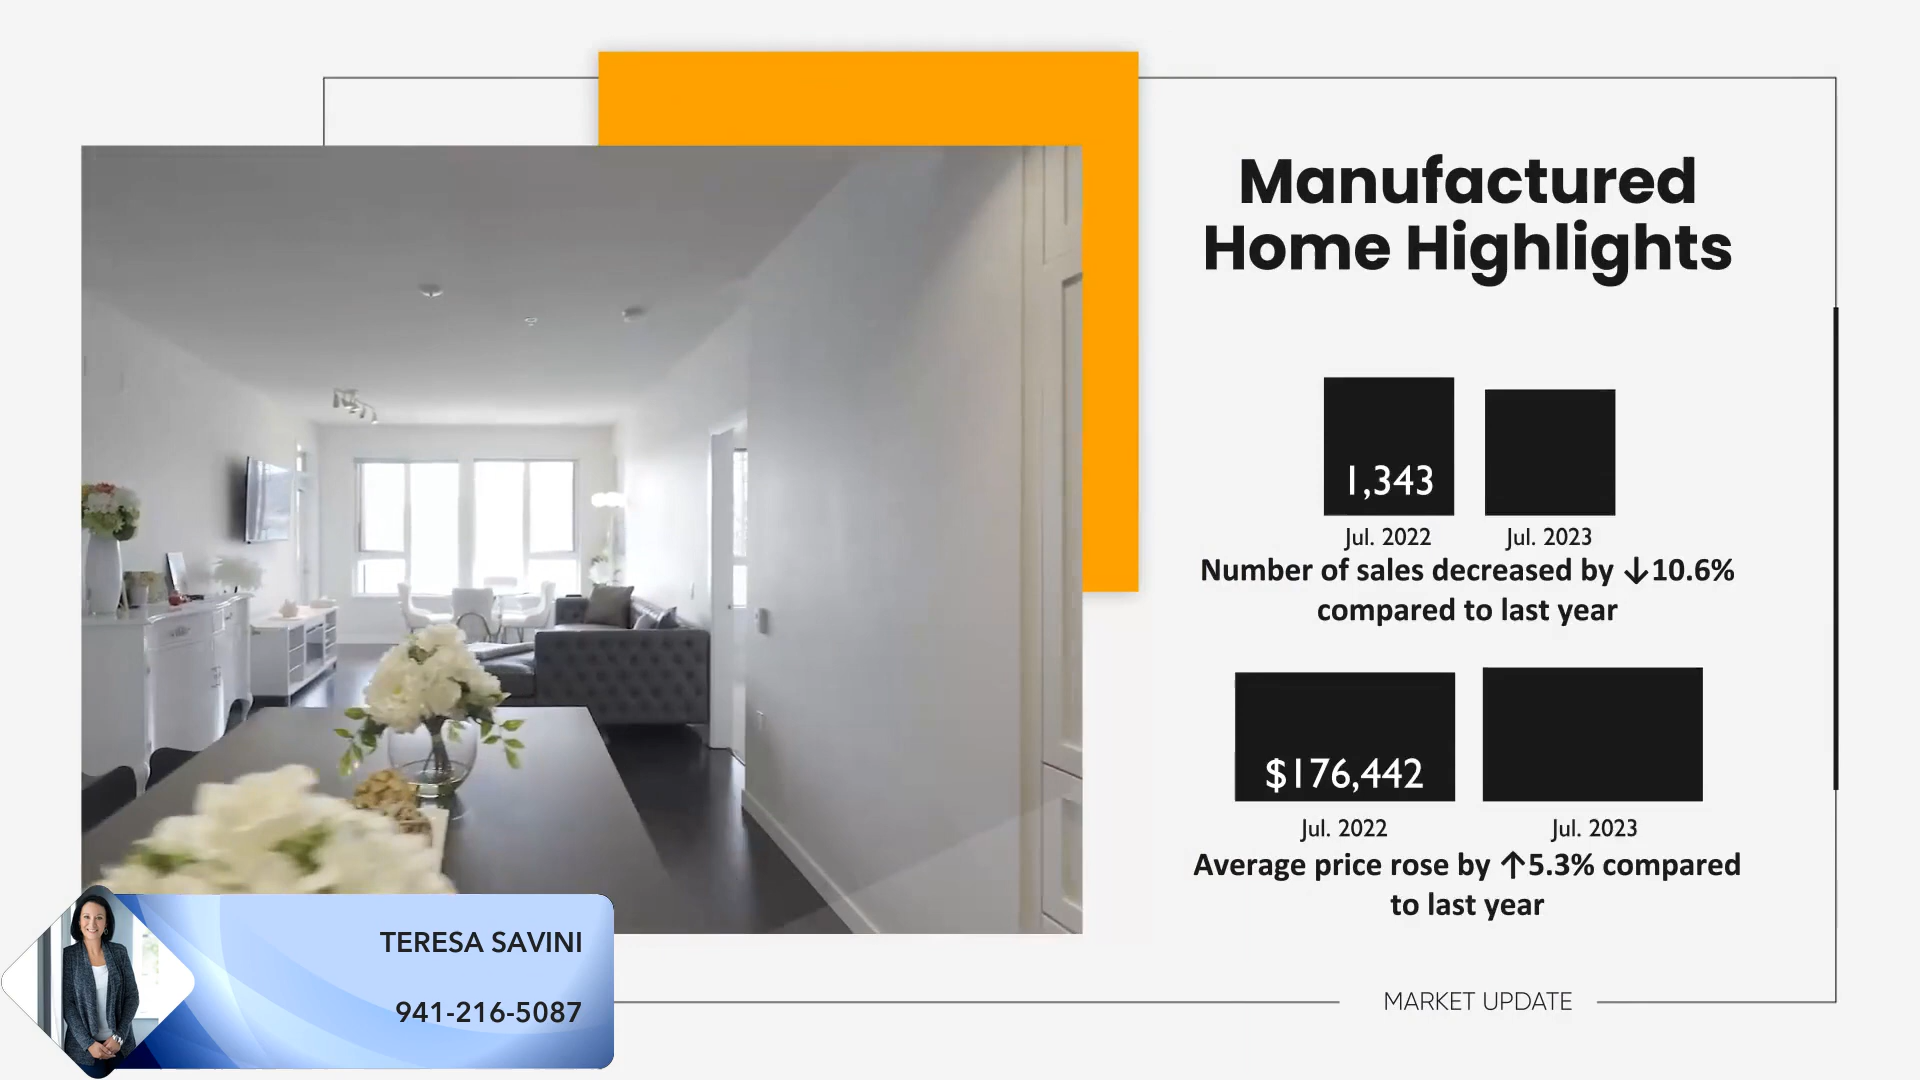 Manufactured
Home Highlights
1,343
Jul. 2022
Jul. 2023
Number of sales decreased by ↓10.6%
compared to last year
$176,442
Jul. 2022
Jul. 2023
Average price rose by ↑5.3% compared
to last year
TERESA SAVINI
941-216-5087
MARKET UPDATE